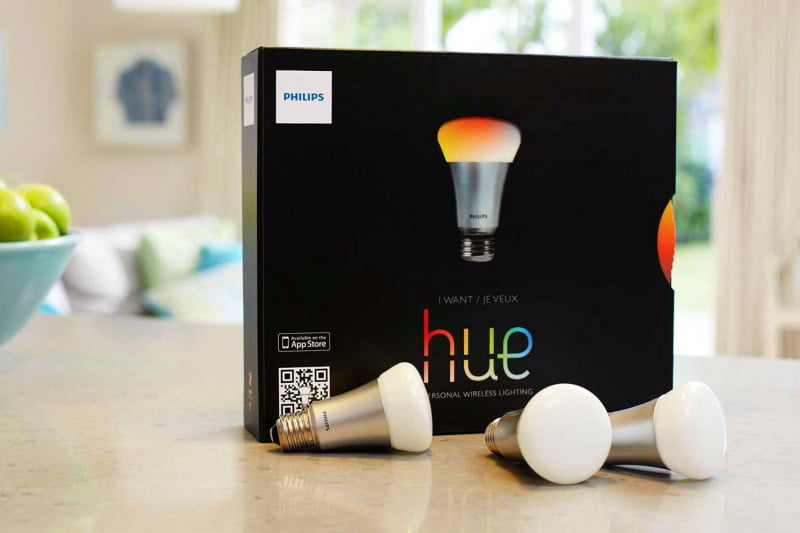 PHILIPS
PHILIPS
I WANT / JE VEUX
hue
ERSONAL WIRELESS LIGHTING
Available on the
App Store
PHILIPS